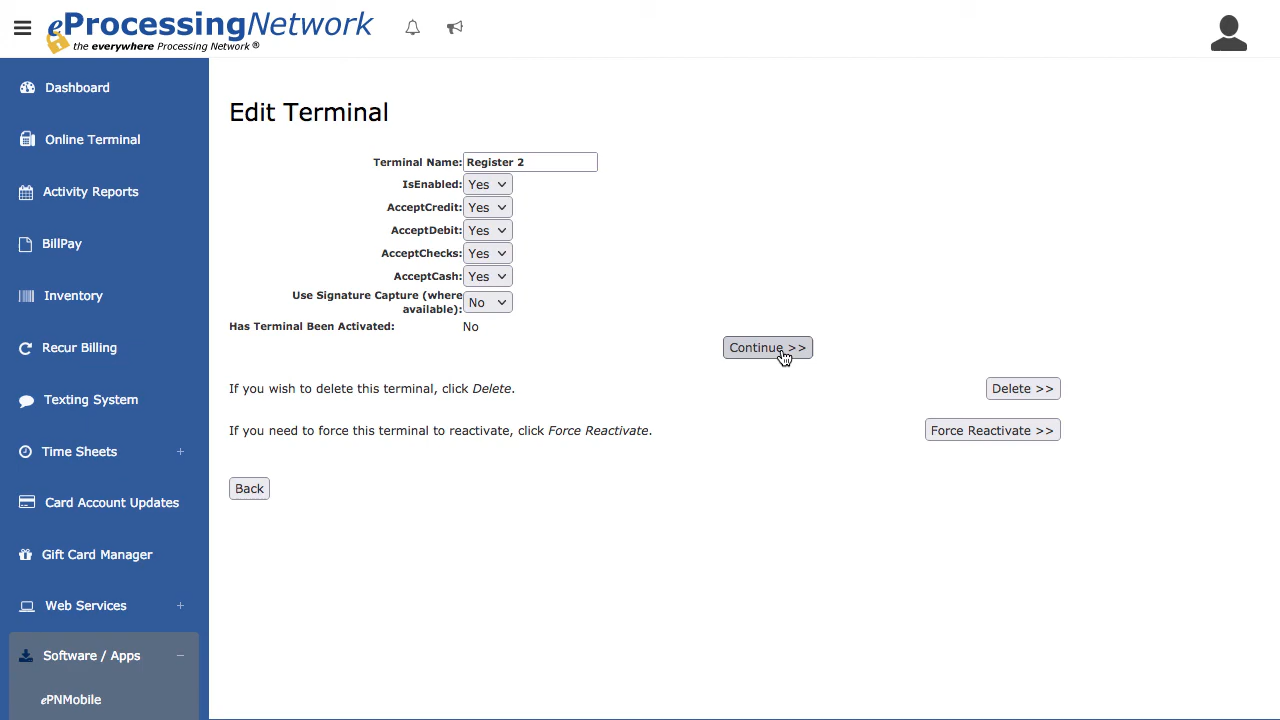 eProcessingNetwork
the everywhere Processing Network®
Dashboard
Online Terminal
Activity Reports
BillPay
Inventory
Recur Billing
Texting System
Time Sheets +
Card Account Updates
Gift Card Manager
Web Services +
Software / Apps −
ePNMobile
Edit Terminal
Terminal Name: Register 2
IsEnabled: Yes
AcceptCredit: Yes
AcceptDebit: Yes
AcceptChecks: Yes
AcceptCash: Yes
Use Signature Capture (where
available): No
Has Terminal Been Activated: No
Continue >>
If you wish to delete this terminal, click Delete. Delete >>
If you need to force this terminal to reactivate, click Force Reactivate. Force Reactivate >>
Back